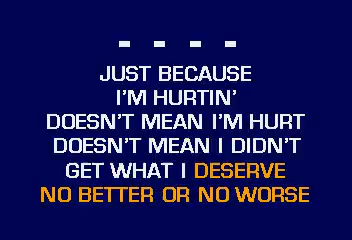 - - - -
JUST BECAUSE
I'M HURTIN'
DOESN'T MEAN I'M HURT
DOESN'T MEAN I DIDN'T
GET WHAT I DESERVE
NO BETTER OR NO WORSE